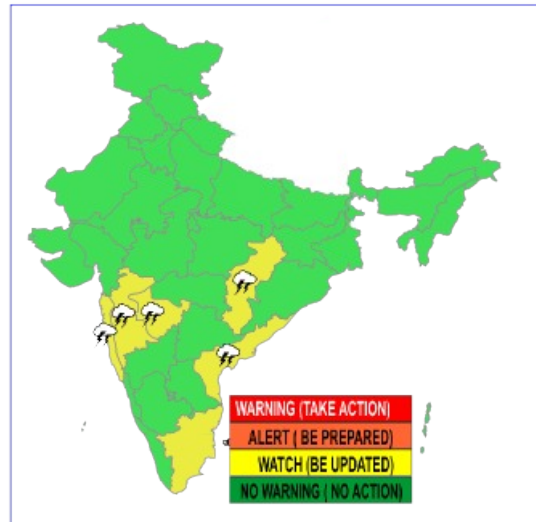 WARNING (TAKE ACTION)
ALERT ( BE PREPARED)
WATCH (BE UPDATED)
NO WARNING ( NO ACTION)